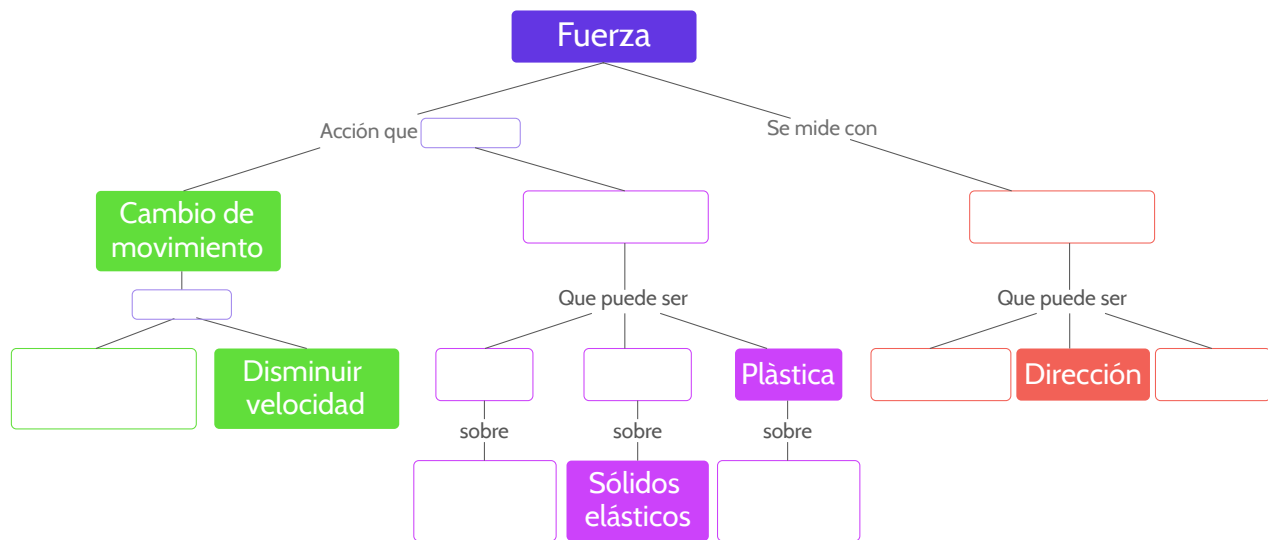 Fuerza
Acción que
Se mide con
Cambio de
movimiento
Que puede ser
Que puede ser
Disminuir
velocidad
Plàstica
Dirección
sobre
sobre
sobre
Sólidos
elásticos